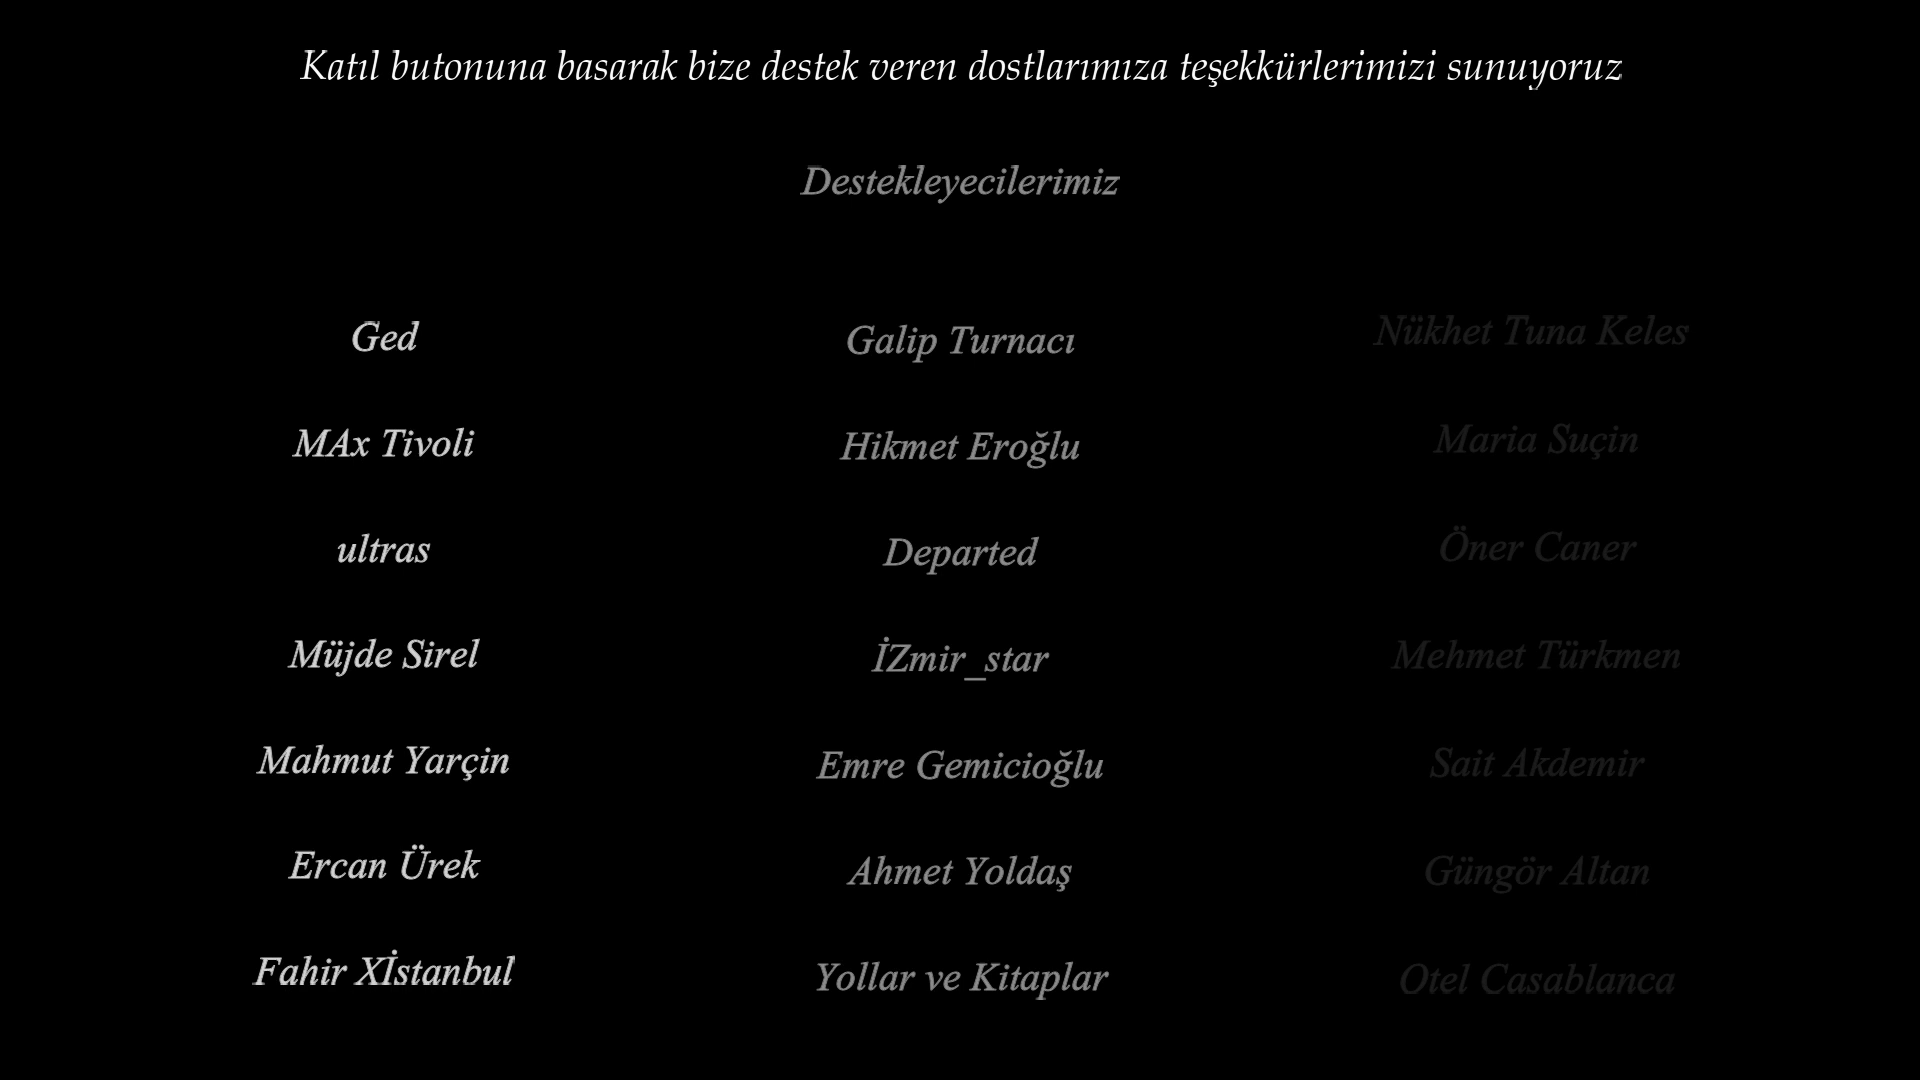 Katıl butonuna basarak bize destek veren dostlarımıza teşekkürlerimizi sunuyoruz
Destekleyecilerimiz
Ged
Galip Turnacı
Nükhet Tuna Keles
MAx Tivoli
Hikmet Eroğlu
Maria Suçin
ultras
Departed
Öner Caner
Müjde Sirel
İZmir_star
Mehmet Türkmen
Mahmut Yarçin
Emre Gemicioğlu
Sait Akdemir
Ercan Ürek
Ahmet Yoldaş
Güngör Altan
Fahir Xİstanbul
Yollar ve Kitaplar
Otel Casablanca